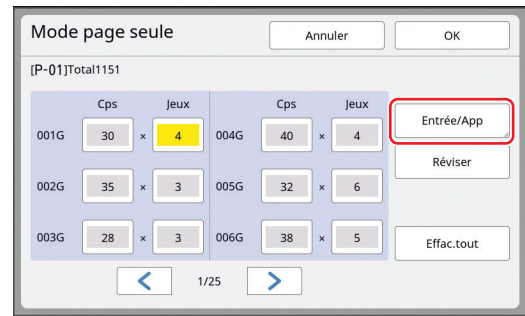 Mode page seule Annuler OK
[P-01]Total1151
Cps Jeux Cps Jeux
001G 30 × 4 004G 40 × 4 Entrée/App
002G 35 × 3 005G 32 × 6 Réviser
003G 28 × 3 006G 38 × 5 Effac.tout
1/25